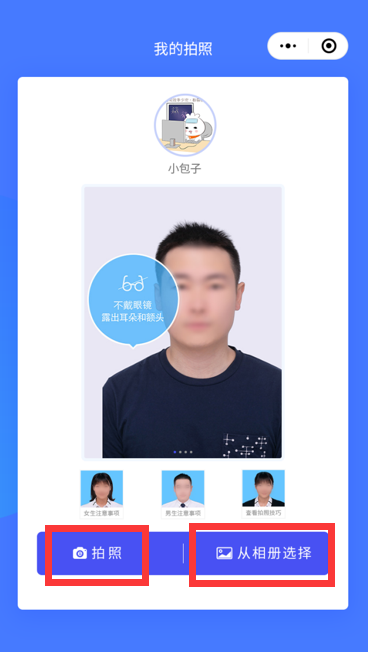 我的拍照
小包子
不戴眼镜
露出耳朵和额头
女生注意事项
男生注意事项
查看拍照技巧
拍照
从相册选择